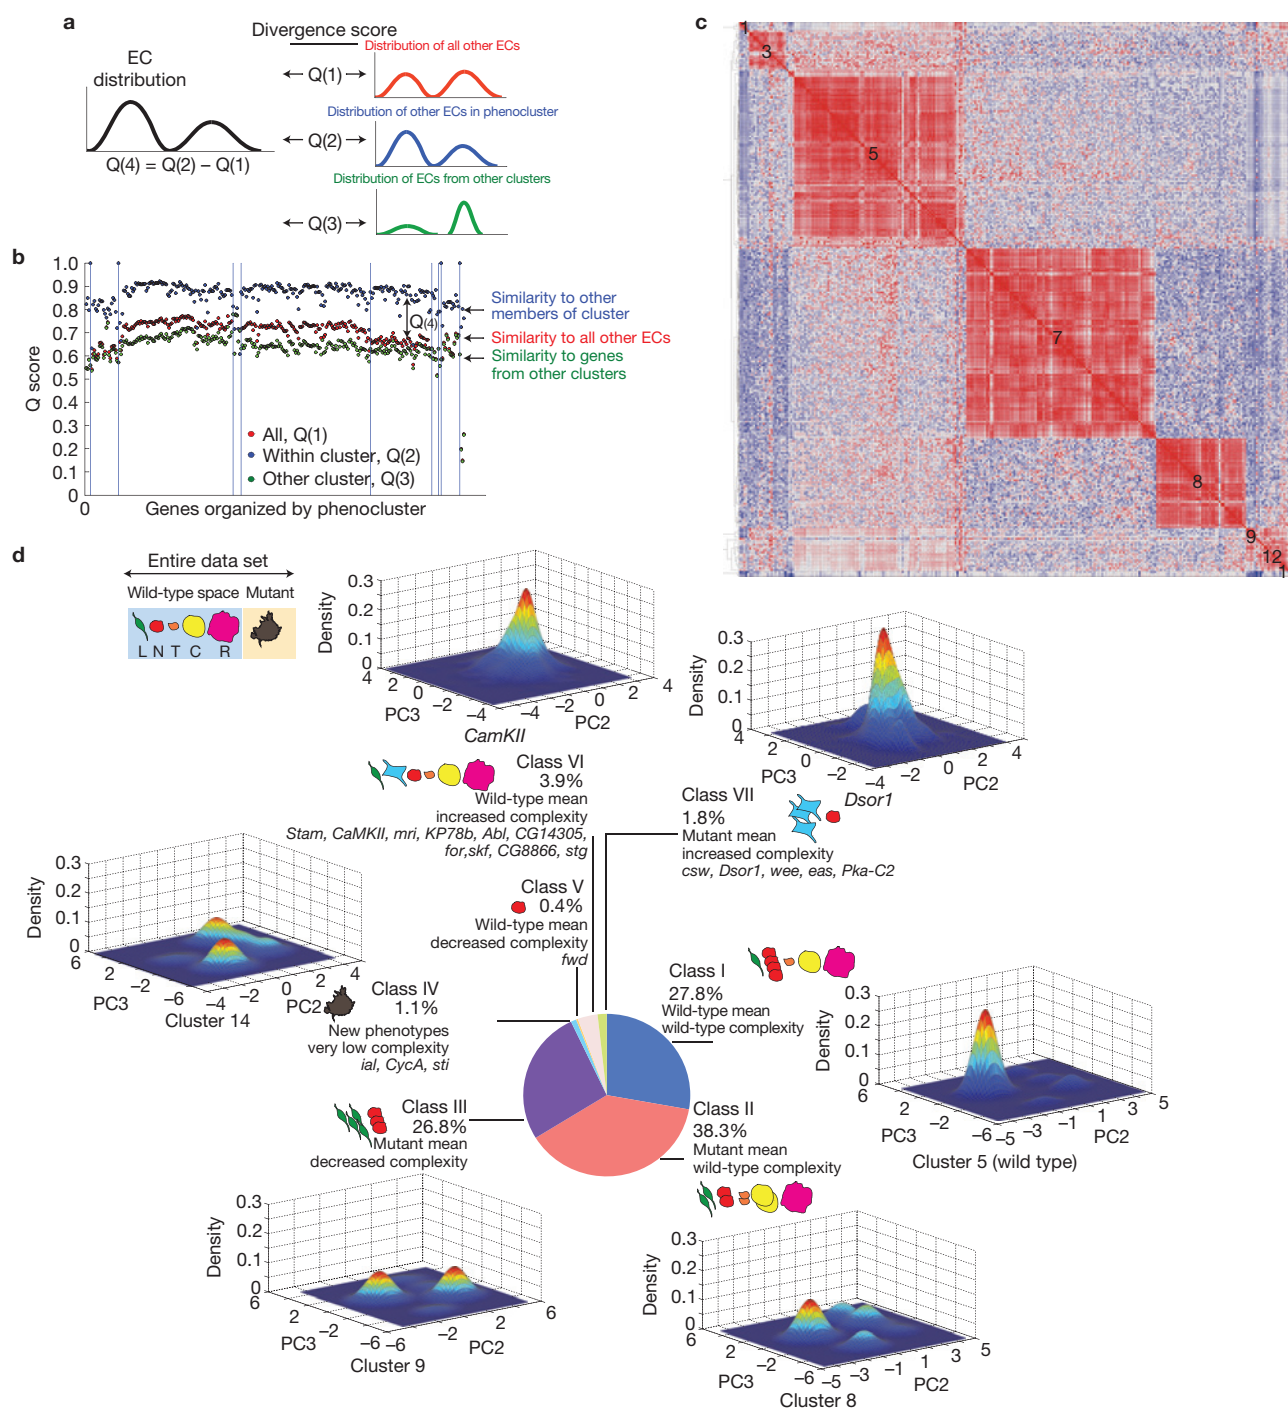 a
Divergence score
EC
distribution
Q(4) = Q(2) − Q(1)
Q(1)
Distribution of all other ECs
Q(2)
Distribution of other ECs in phenocluster
Q(3)
Distribution of ECs from other clusters
b
Q score
1.0
0.9
0.8
0.7
0.6
0.5
0.4
0.3
0.2
0.1
0
0
Genes organized by phenocluster
Q(4)
Similarity to other
members of cluster
Similarity to all other ECs
Similarity to genes
from other clusters
All, Q(1)
Within cluster, Q(2)
Other cluster, Q(3)
c
1
3
5
7
8
9
12
1
d
Entire data set
Wild-type space
Mutant
L N T C R
Density
0.3
0.2
0.1
0
4
2
0
−2
−4
PC3
−4
−2
0
2
4
PC2
CamKII
Density
0.3
0.2
0.1
0
4
2
0
−2
−4
PC3
−2
0
2
4
PC2
Dsor1
Class VI
3.9%
Wild-type mean
increased complexity
Stam, CaMKII, mri, KP78b, Abl, CG14305,
for,skf, CG8866, stg
Class VII
1.8%
Mutant mean
increased complexity
csw, Dsor1, wee, eas, Pka-C2
Class V
0.4%
Wild-type mean
decreased complexity
fwd
Density
0.3
0.2
0.1
0
6
2
−2
−6
PC3
−4
−2
0
2
4
PC2
Cluster 14
Class IV
1.1%
New phenotypes
very low complexity
ial, CycA, sti
Class I
27.8%
Wild-type mean
wild-type complexity
Density
0.3
0.2
0.1
0
6
2
−2
−6
PC3
−5
−3
−1
1
3
5
PC2
Cluster 5 (wild type)
Class III
26.8%
Mutant mean
decreased complexity
Class II
38.3%
Mutant mean
wild-type complexity
Density
0.3
0.2
0.1
0
6
2
−2
−6
PC3
−6
−2
2
6
PC2
Cluster 9
Density
0.3
0.2
0.1
0
6
2
−2
−6
PC3
−5
−3
−1
1
3
5
PC2
Cluster 8